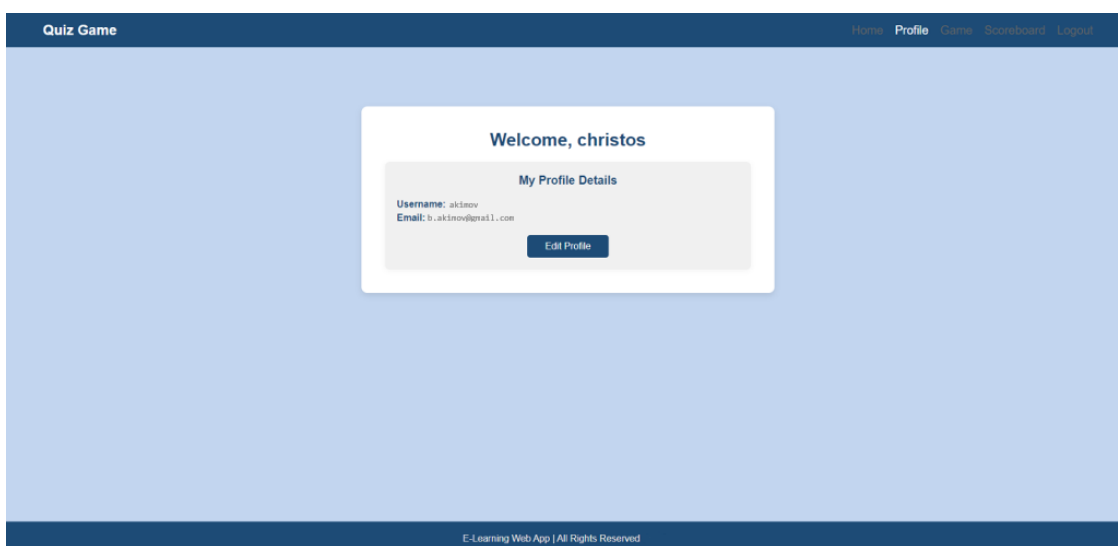 Quiz Game
Home Profile Game Scoreboard Logout
Welcome, christos
My Profile Details
Username: akimov
Email: b.akimov@gmail.com
Edit Profile
E-Learning Web App | All Rights Reserved